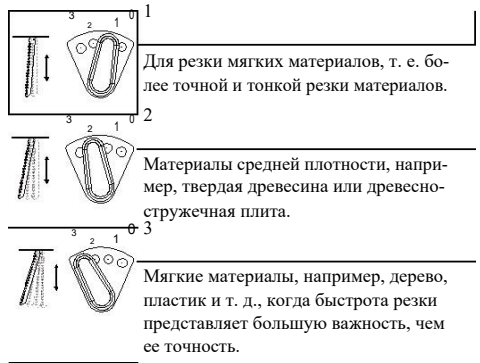 3 2 1 0 1
Для резки мягких материалов, т. е. бо-
лее точной и тонкой резки материалов.
3 2 1 0 2
Материалы средней плотности, напри-
мер, твердая древесина или древесно-
стружечная плита.
3 2 1 0 3
Мягкие материалы, например, дерево,
пластик и т. д., когда быстрота резки
представляет большую важность, чем
ее точность.